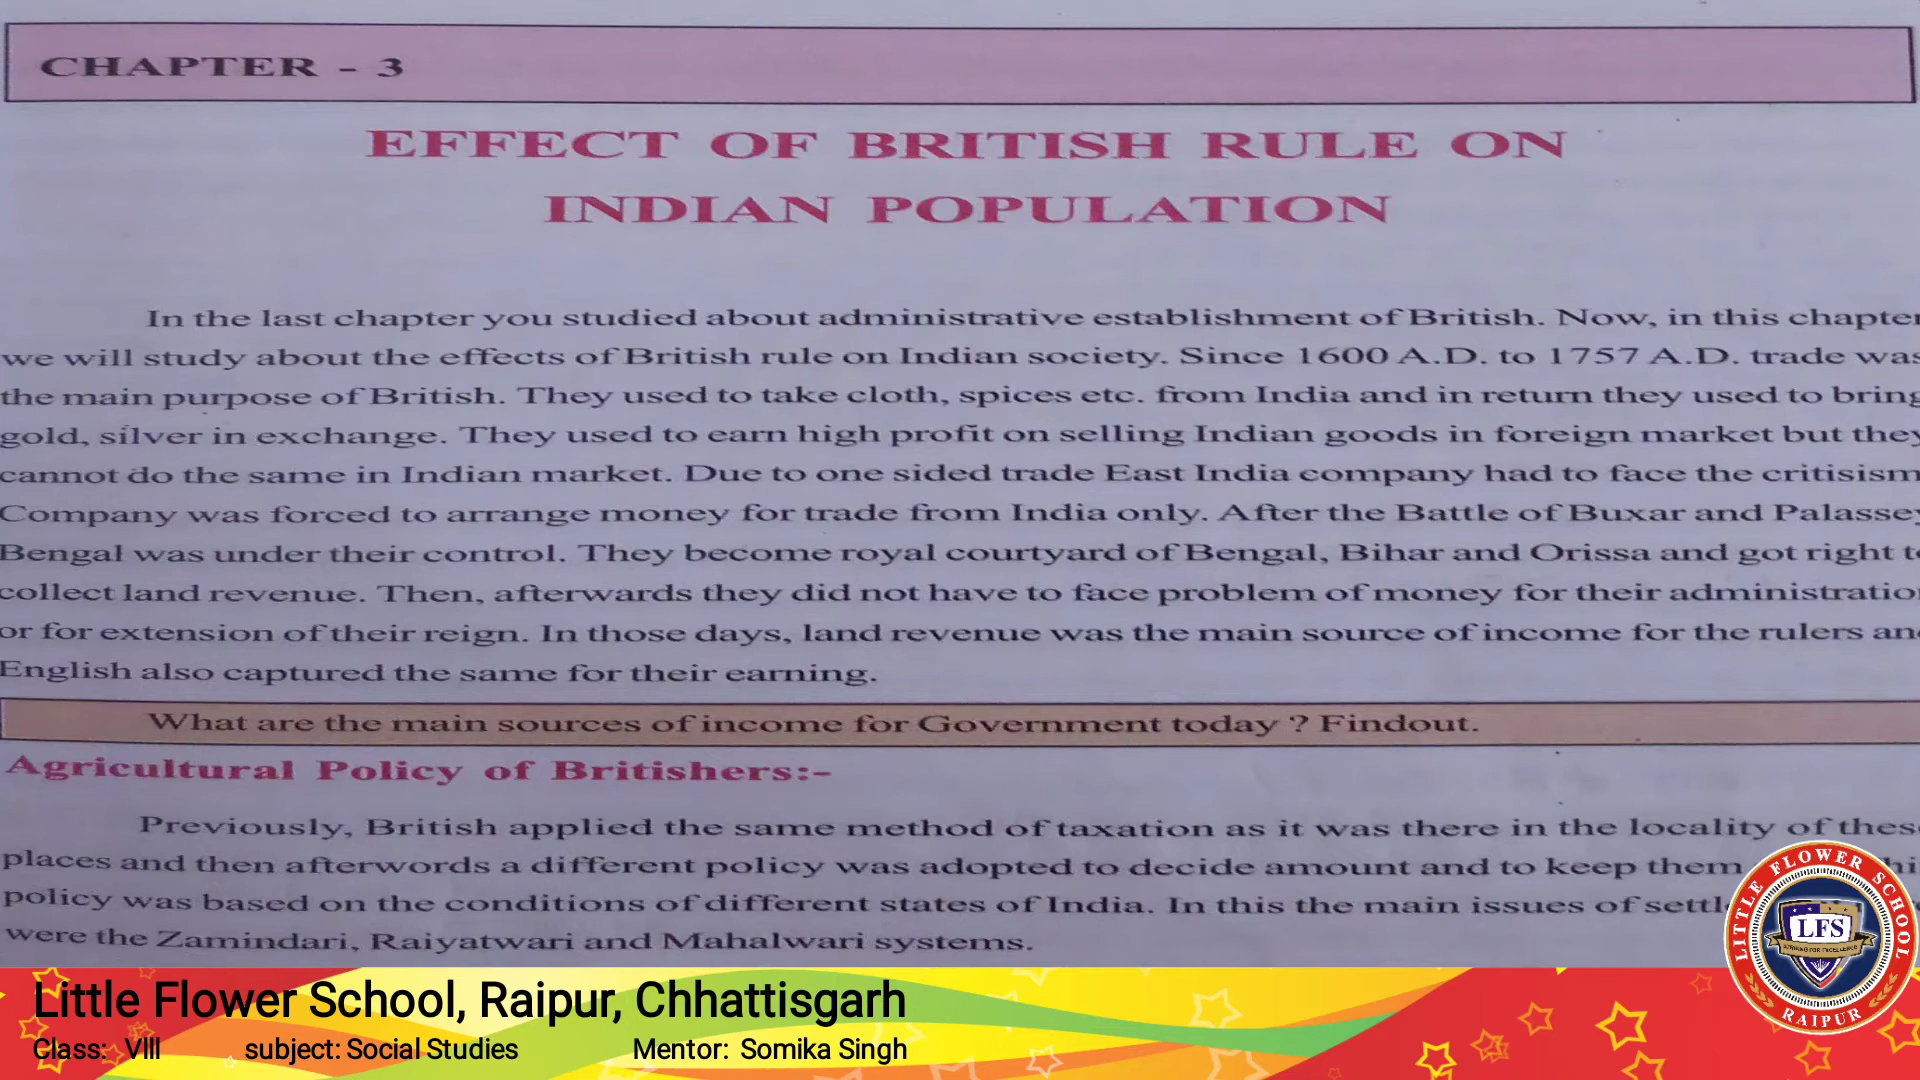 CHAPTER - 3
EFFECT OF BRITISH RULE ON
INDIAN POPULATION
In the last chapter you studied about administrative establishment of British. Now, in this chapter
we will study about the effects of British rule on Indian society. Since 1600 A.D. to 1757 A.D. trade was
the main purpose of British. They used to take cloth, spices etc. from India and in return they used to bring
gold, silver in exchange. They used to earn high profit on selling Indian goods in foreign market but they
cannot do the same in Indian market. Due to one sided trade East India company had to face the critisism
Company was forced to arrange money for trade from India only. After the Battle of Buxar and Palassey
Bengal was under their control. They become royal courtyard of Bengal, Bihar and Orissa and got right
collect land revenue. Then, afterwards they did not have to face problem of money for their administration
or for extension of their reign. In those days, land revenue was the main source of income for the rulers and
English also captured the same for their earning.
What are the main sources of income for Government today ? Findout.
Agricultural Policy of Britishers:-
Previously, British applied the same method of taxation as it was there in the locality of these
places and then afterwords a different policy was adopted to decide amount and to keep them
policy was based on the conditions of different states of India. In this the main issues of
were the Zamindari, Raiyatwari and Mahalwari systems.
LITTLE FLOWER SCHOOL
LFS
STRIVING FOR EXCELLENCE
RAIPUR
Little Flower School, Raipur, Chhattisgarh
Class: VIII subject: Social Studies Mentor: Somika Singh